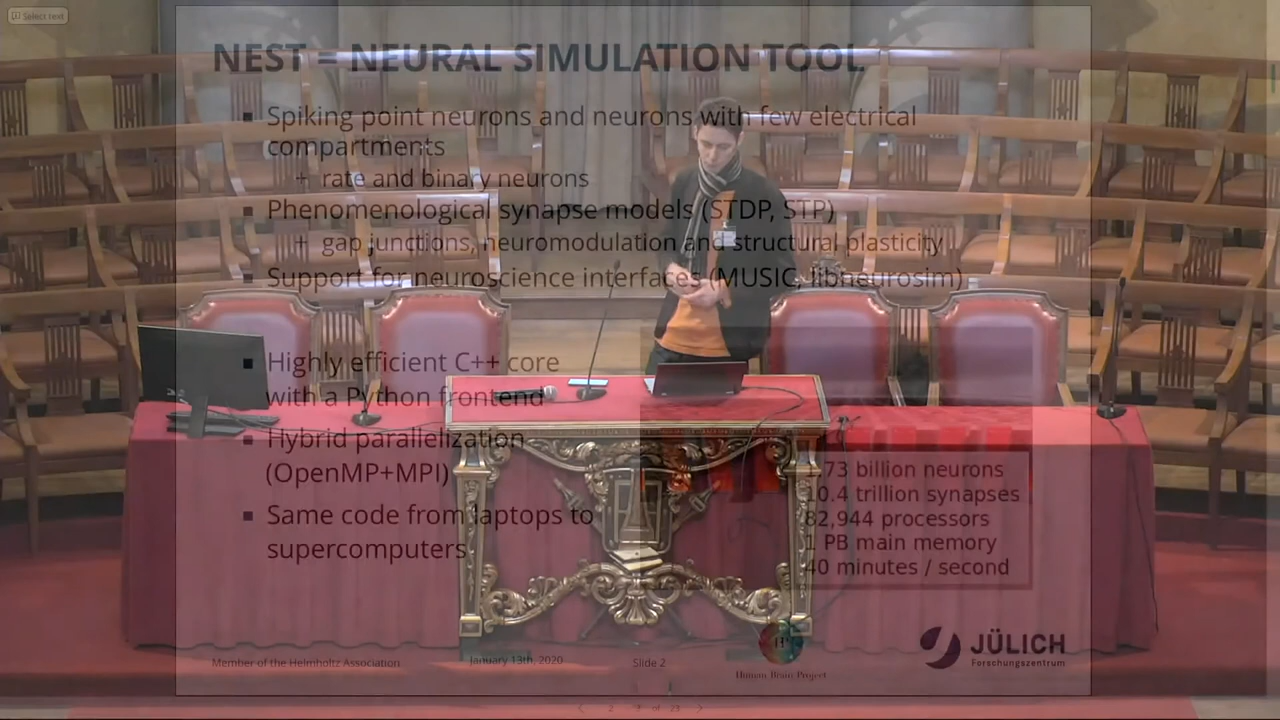 Select text
NEST = NEURAL SIMULATION TOOL
Spiking point neurons and neurons with few electrical
compartments
+ rate and binary neurons
Phenomenological synapse models (STDP, STP)
+ gap junctions, neuromodulation and structural plasticity
Support for neuroscience interfaces (MUSIC, libneurosim)
Highly efficient C++ core
with a Python frontend
Hybrid parallelization
(OpenMP+MPI)
Same code from laptops to
supercomputers
1.73 billion neurons
10.4 trillion synapses
82,944 processors
1 PB main memory
40 minutes / second
Member of the Helmholtz Association
January 13th, 2020
Slide 2
Human Brain Project
JÜLICH
Forschungszentrum
of 23